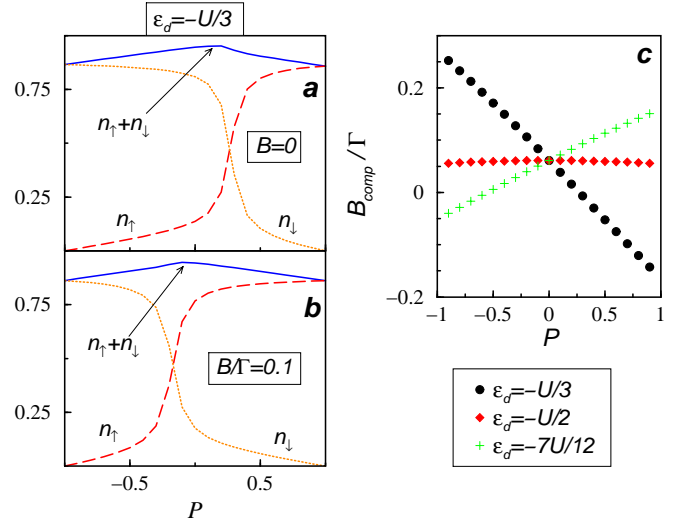 ε_d=−U/3
0.75
a
n↑+n↓
B=0
0.25
n↑
n↓
0.75
b
n↑+n↓
B/Γ=0.1
0.25
n↑
n↓
−0.5
0.5
P
c
0.2
B_comp/Γ
0
−0.2
−1
−0.5
0
0.5
1
P
ε_d=−U/3
ε_d=−U/2
ε_d=−7U/12